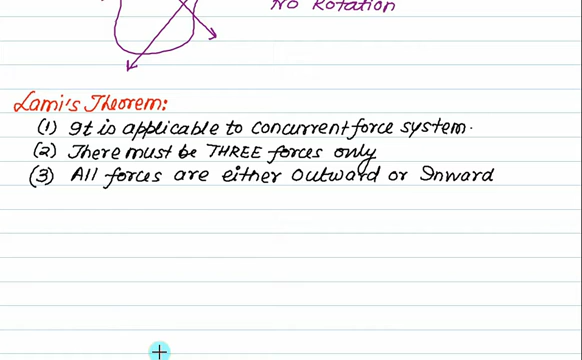 No Rotation
Lami's Theorem:
(1) It is applicable to concurrent force system.
(2) There must be THREE forces only
(3) All forces are either outward or Inward